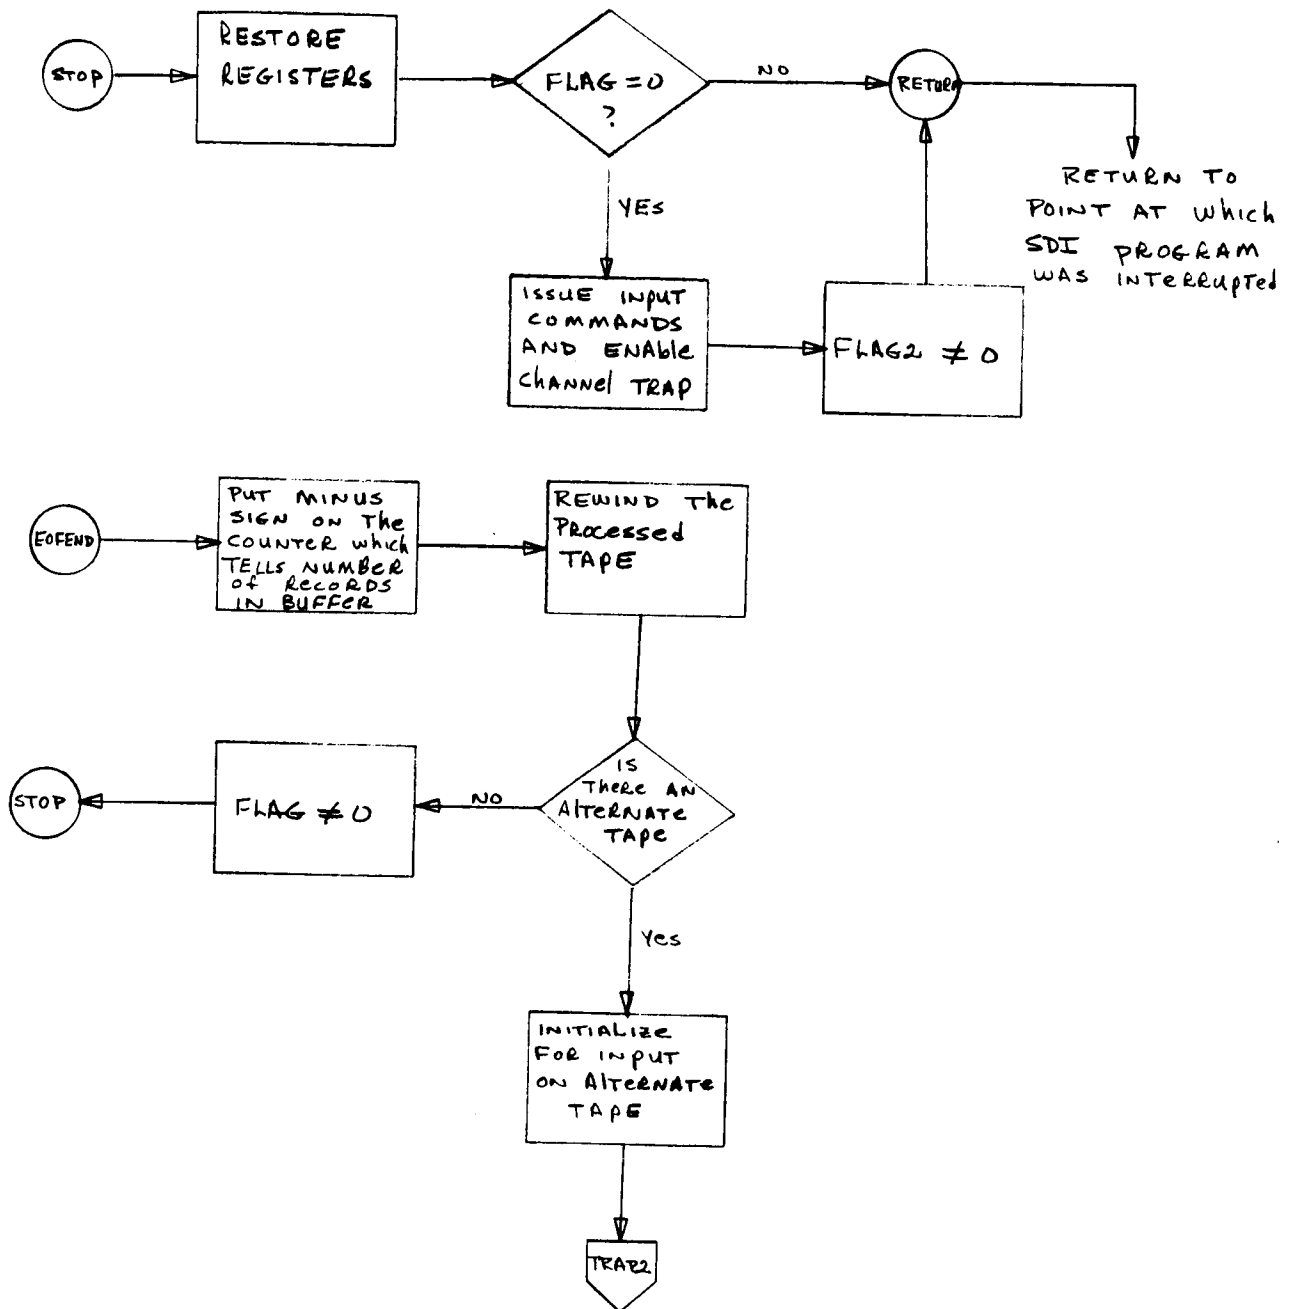 STOP
RESTORE
REGISTERS
FLAG = 0
?
NO
RETURN
RETURN TO
POINT AT which
SDI PROGRAM
WAS INTERRUPTED
YES
ISSUE INPUT
COMMANDS
AND ENABLE
CHANNEL TRAP
FLAG2 ≠ 0
EOFEND
PUT MINUS
SIGN ON THE
COUNTER WHICH
TELLS NUMBER
OF RECORDS
IN BUFFER
REWIND The
PROCESSED
TAPE
IS
THERE AN
ALTERNATE
TAPE
NO
FLAG ≠ 0
STOP
Yes
INITIALIZE
FOR INPUT
ON ALTERNATE
TAPE
TRAP2